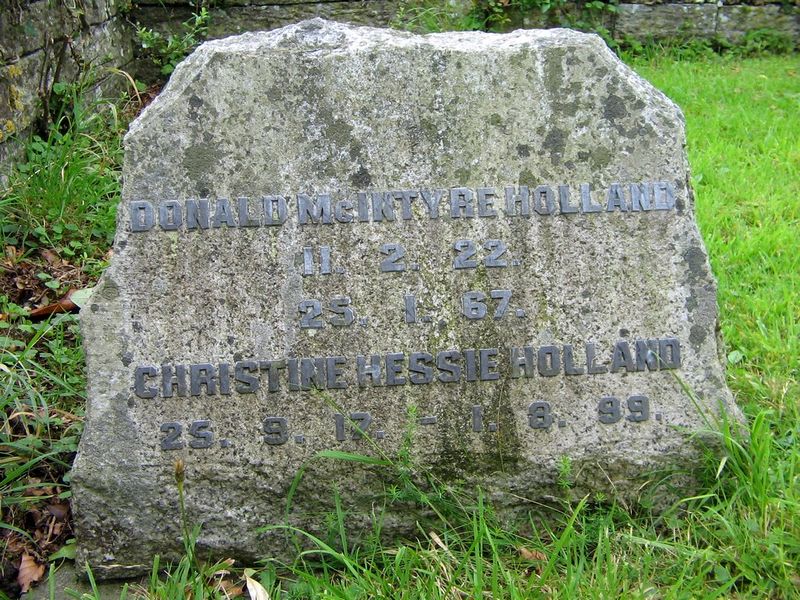 DONALD McINTYRE HOLLAND
11. 2. 22.
25. 1. 67.
CHRISTINE HESSIE HOLLAND
25. 9. 17. - 1. 8. 99.